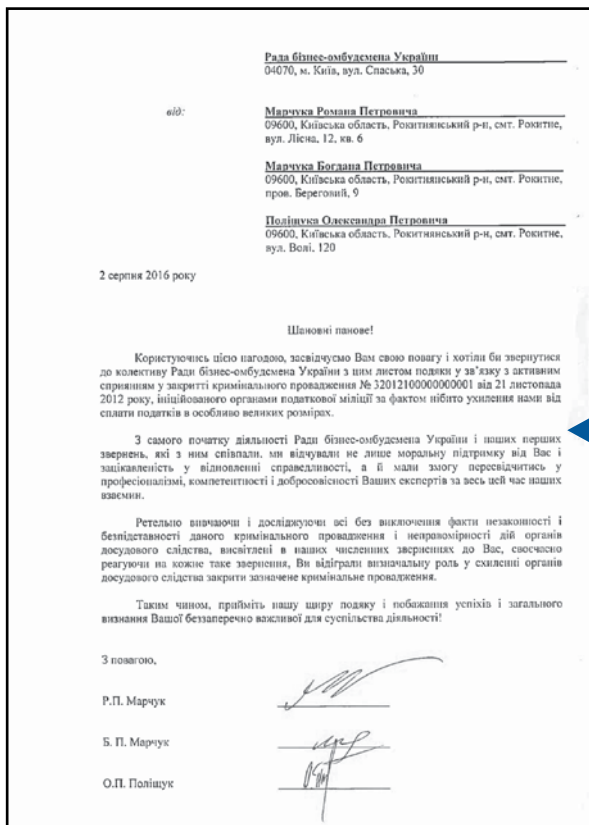 Рада бізнес-омбудсмена України
04070, м. Київ, вул. Спаська, 30
від:
Марчука Романа Петровича
09600, Київська область, Рокитнянський р-н, смт. Рокитне,
вул. Лісна, 12, кв. 6
Марчука Богдана Петровича
09600, Київська область, Рокитнянський р-н, смт. Рокитне,
пров. Береговий, 9
Поліщука Олександра Петровича
09600, Київська область, Рокитнянський р-н, смт. Рокитне,
вул. Волі, 120
2 серпня 2016 року
Шановні панове!
Користуючись цією нагодою, засвідчуємо Вам свою повагу і хотіли би звернутися
до колективу Ради бізнес-омбудсмена України з цим листом подяки у зв’язку з активним
сприянням у закритті кримінального провадження № 32012100000000001 від 21 листопада
2012 року, ініційованого органами податкової міліції за фактом нібито ухилення нами від
сплати податків в особливо великих розмірах.
З самого початку діяльності Ради бізнес-омбудсмена України і наших перших
звернень, які з ним співпали, ми відчували не лише моральну підтримку від Вас і
зацікавленість у відновленні справедливості, а й мали змогу пересвідчитись у
професіоналізмі, компетентності і добросовісності Ваших експертів за весь цей час наших
взаємин.
Ретельно вивчаючи і досліджуючи всі без виключення факти незаконності і
безпідставності даного кримінального провадження і неправомірності дій органів
досудового слідства, висвітлені в наших численних зверненнях до Вас, своєчасно
реагуючи на кожне таке звернення, Ви відіграли визначальну роль у схиленні органів
досудового слідства закрити зазначене кримінальне провадження.
Таким чином, прийміть нашу щиру подяку і побажання успіхів і загального
визнання Вашої беззаперечно важливої для суспільства діяльності!
З повагою,
Р.П. Марчук
Б. П. Марчук
О.П. Поліщук